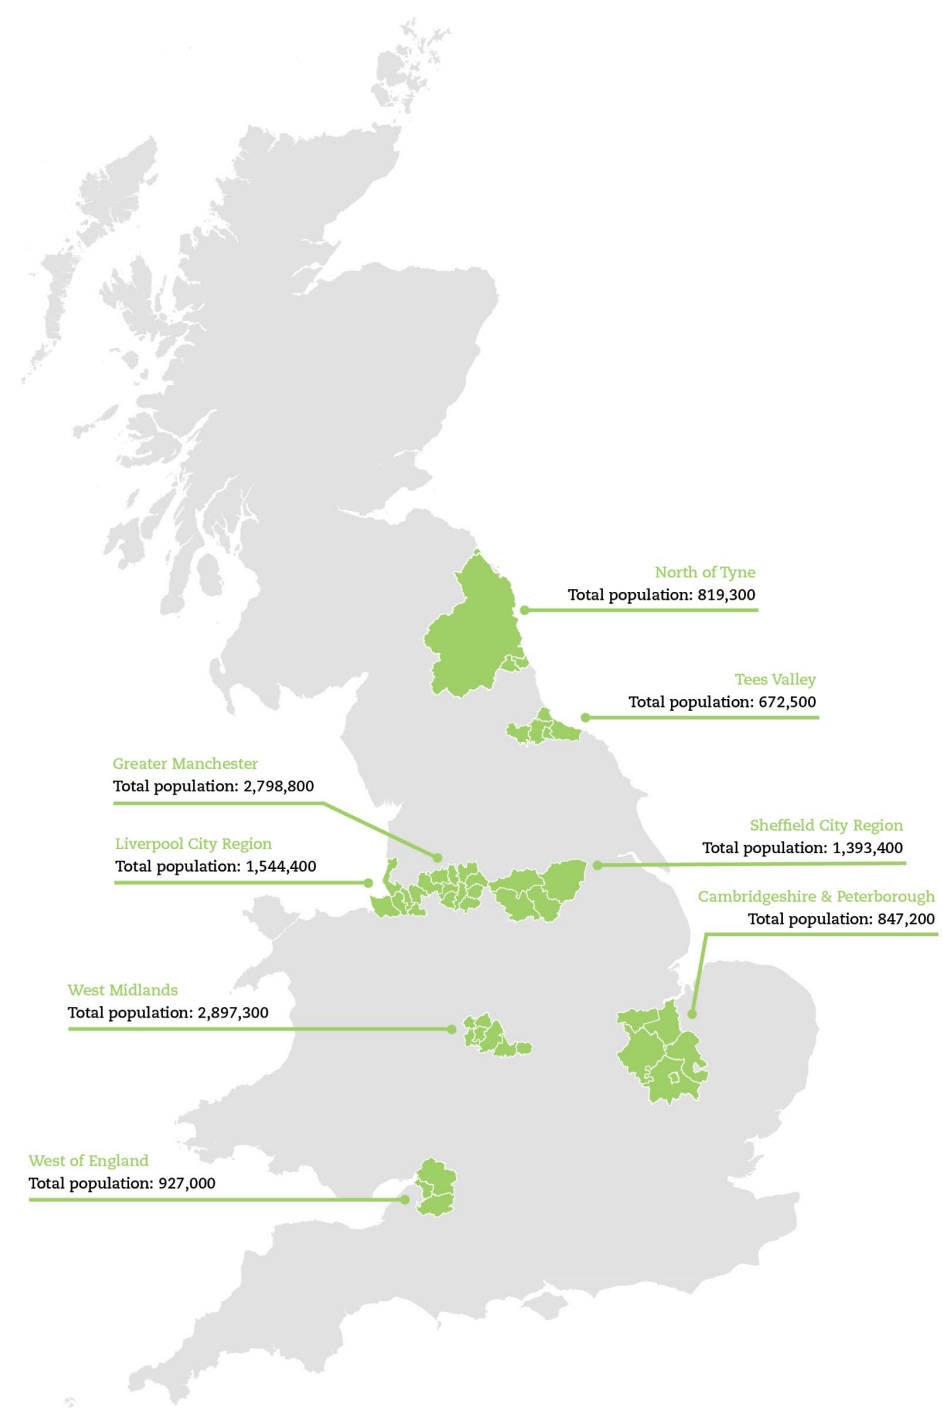 North of Tyne
Total population: 819,300
Tees Valley
Total population: 672,500
Greater Manchester
Total population: 2,798,800
Sheffield City Region
Total population: 1,393,400
Liverpool City Region
Total population: 1,544,400
Cambridgeshire & Peterborough
Total population: 847,200
West Midlands
Total population: 2,897,300
West of England
Total population: 927,000